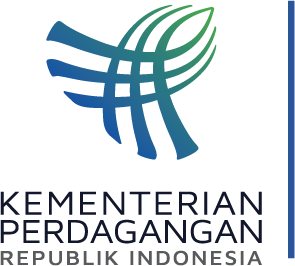 KEMENTERIAN
PERDAGANGAN
REPUBLIK INDONESIA